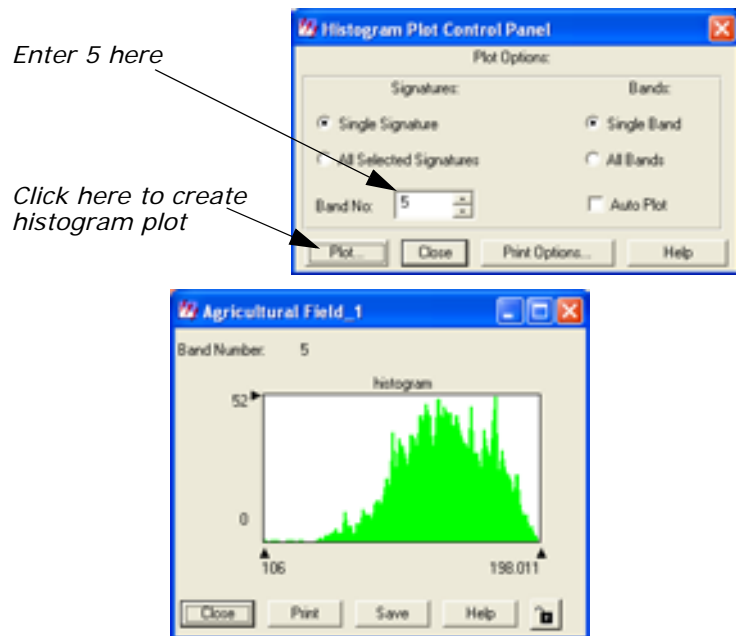 Histogram Plot Control Panel
Enter 5 here
Plot Options:
Signatures: Bands:
Single Signature Single Band
All Selected Signatures All Bands
Click here to create
histogram plot
Band No: 5 Auto Plot
Plot... Close Print Options... Help
Agricultural Field_1
Band Number: 5
histogram
52
0
106 198.011
Close Print Save Help